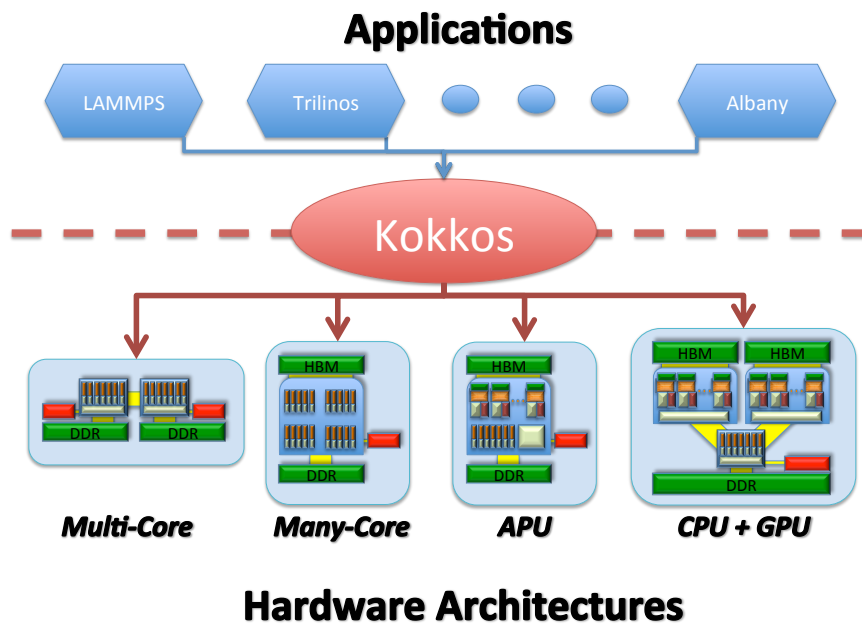 Applications
LAMMPS
Trilinos
Albany
Kokkos
HBM
HBM
HBM
HBM
DDR
DDR
DDR
DDR
DDR
Multi-Core
Many-Core
APU
CPU + GPU
Hardware Architectures